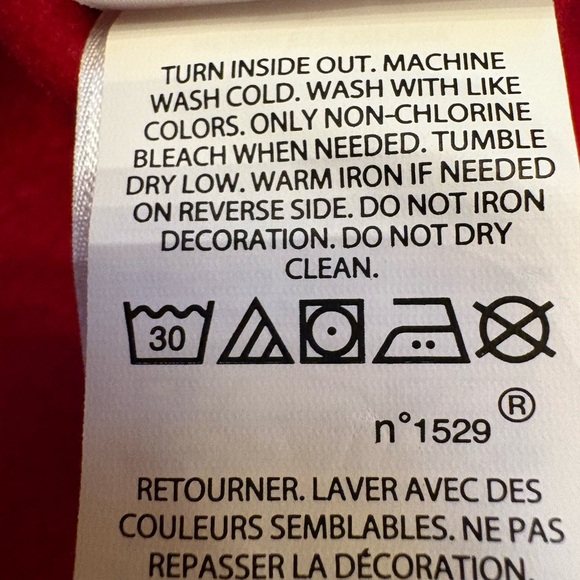 TURN INSIDE OUT. MACHINE
WASH COLD. WASH WITH LIKE
COLORS. ONLY NON-CHLORINE
BLEACH WHEN NEEDED. TUMBLE
DRY LOW. WARM IRON IF NEEDED
ON REVERSE SIDE. DO NOT IRON
DECORATION. DO NOT DRY
CLEAN.
30
®
n°1529
RETOURNER. LAVER AVEC DES
COULEURS SEMBLABLES. NE PAS
REPASSER LA DÉCORATION